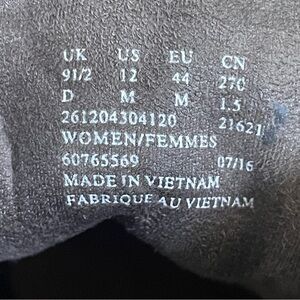 UK US EU CN
91/2 12 44 270
D M M 1.5
261204304120 21621
WOMEN/FEMMES
60765569 07/16
MADE IN VIETNAM
FABRIQUE AU VIETNAM